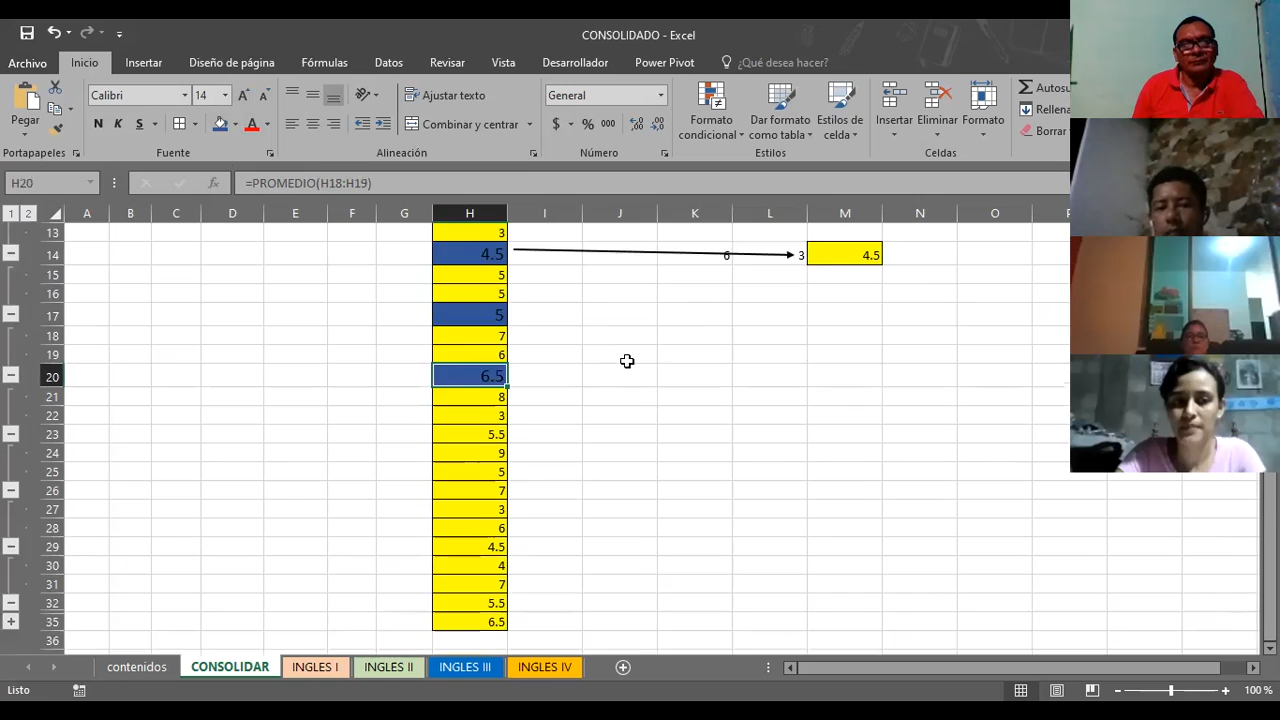 CONSOLIDADO - Excel
Archivo Inicio Insertar Diseño de página Fórmulas Datos Revisar Vista Desarrollador Power Pivot ¿Qué desea hacer?
Pegar
Calibri 14
N K S
Ajustar texto
Combinar y centrar
General
$ % 000
Formato condicional
Dar formato como tabla
Estilos de celda
Insertar Eliminar Formato
Autosu
Rellena
Borrar
Portapapeles Fuente Alineación Número Estilos Celdas
H20 fx =PROMEDIO(H18:H19)
1 2 A B C D E F G H I J K L M N O
13 3
14 4.5 6 3 4.5
15 5
16 5
17 5
18 7
19 6
20 6.5
21 8
22 3
23 5.5
24 9
25 5
26 7
27 3
28 6
29 4.5
30 4
31 7
32 5.5
35 6.5
36
contenidos CONSOLIDAR INGLES I INGLES II INGLES III INGLES IV
Listo 100 %